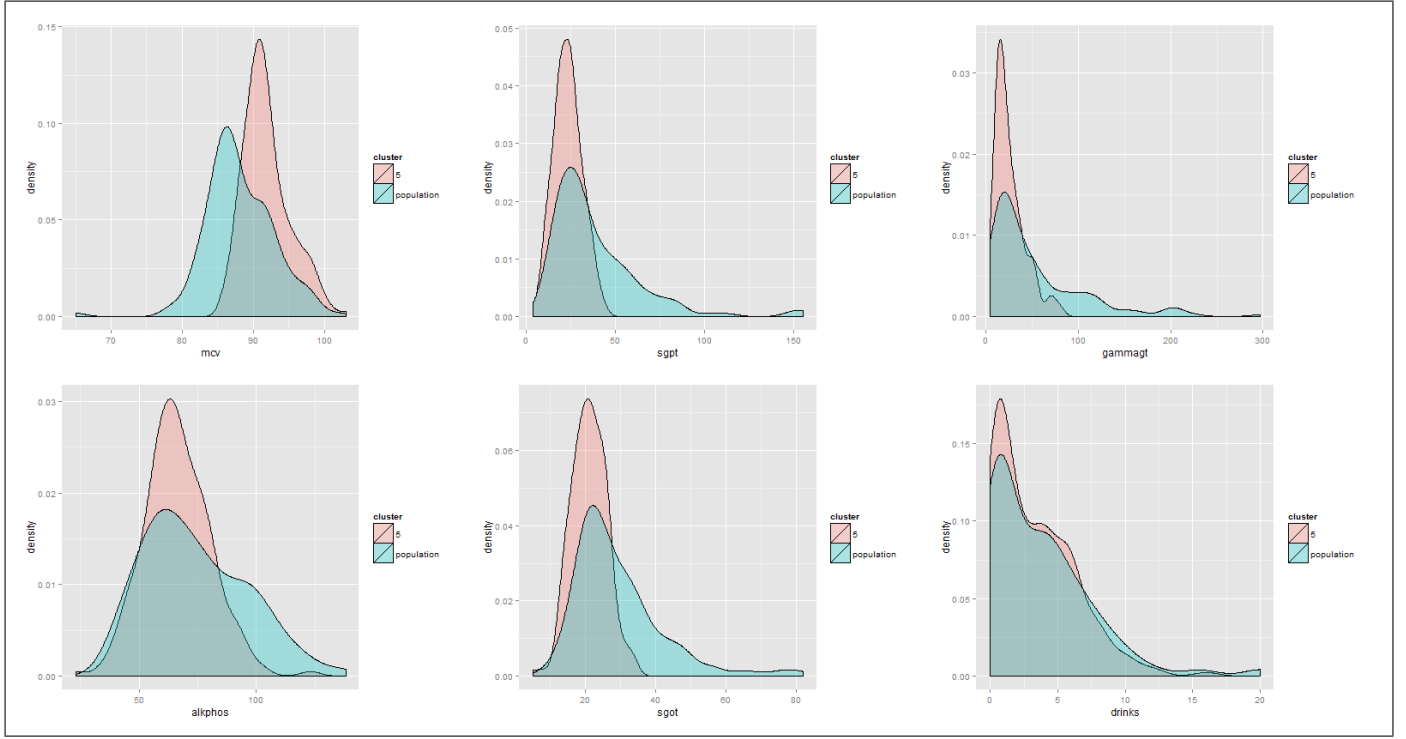 0.15
0.10
0.05
0.00
density
70
80
90
100
mcv
cluster
5
population
0.05
0.04
0.03
0.02
0.01
0.00
density
0
50
100
150
sgpt
cluster
5
population
0.03
0.02
0.01
0.00
density
0
100
200
300
gammagt
cluster
5
population
0.03
0.02
0.01
0.00
density
50
100
alkphos
cluster
5
population
0.06
0.04
0.02
0.00
density
20
40
60
80
sgot
cluster
5
population
0.15
0.10
0.05
0.00
density
0
5
10
15
20
drinks
cluster
5
population